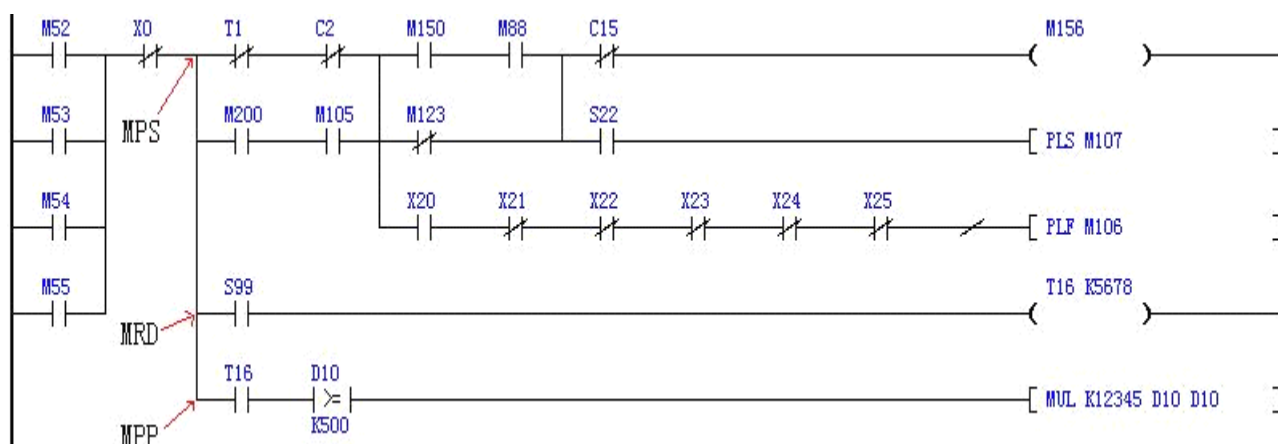 M52 X0 T1 C2 M150 M88 C15 M156
M53 MPS M200 M105 M123 S22 PLS M107
M54 X20 X21 X22 X23 X24 X25 PLF M106
M55 S99 T16 K5678
MRD
T16 D10 >= MUL K12345 D10 D10
K500
MPP